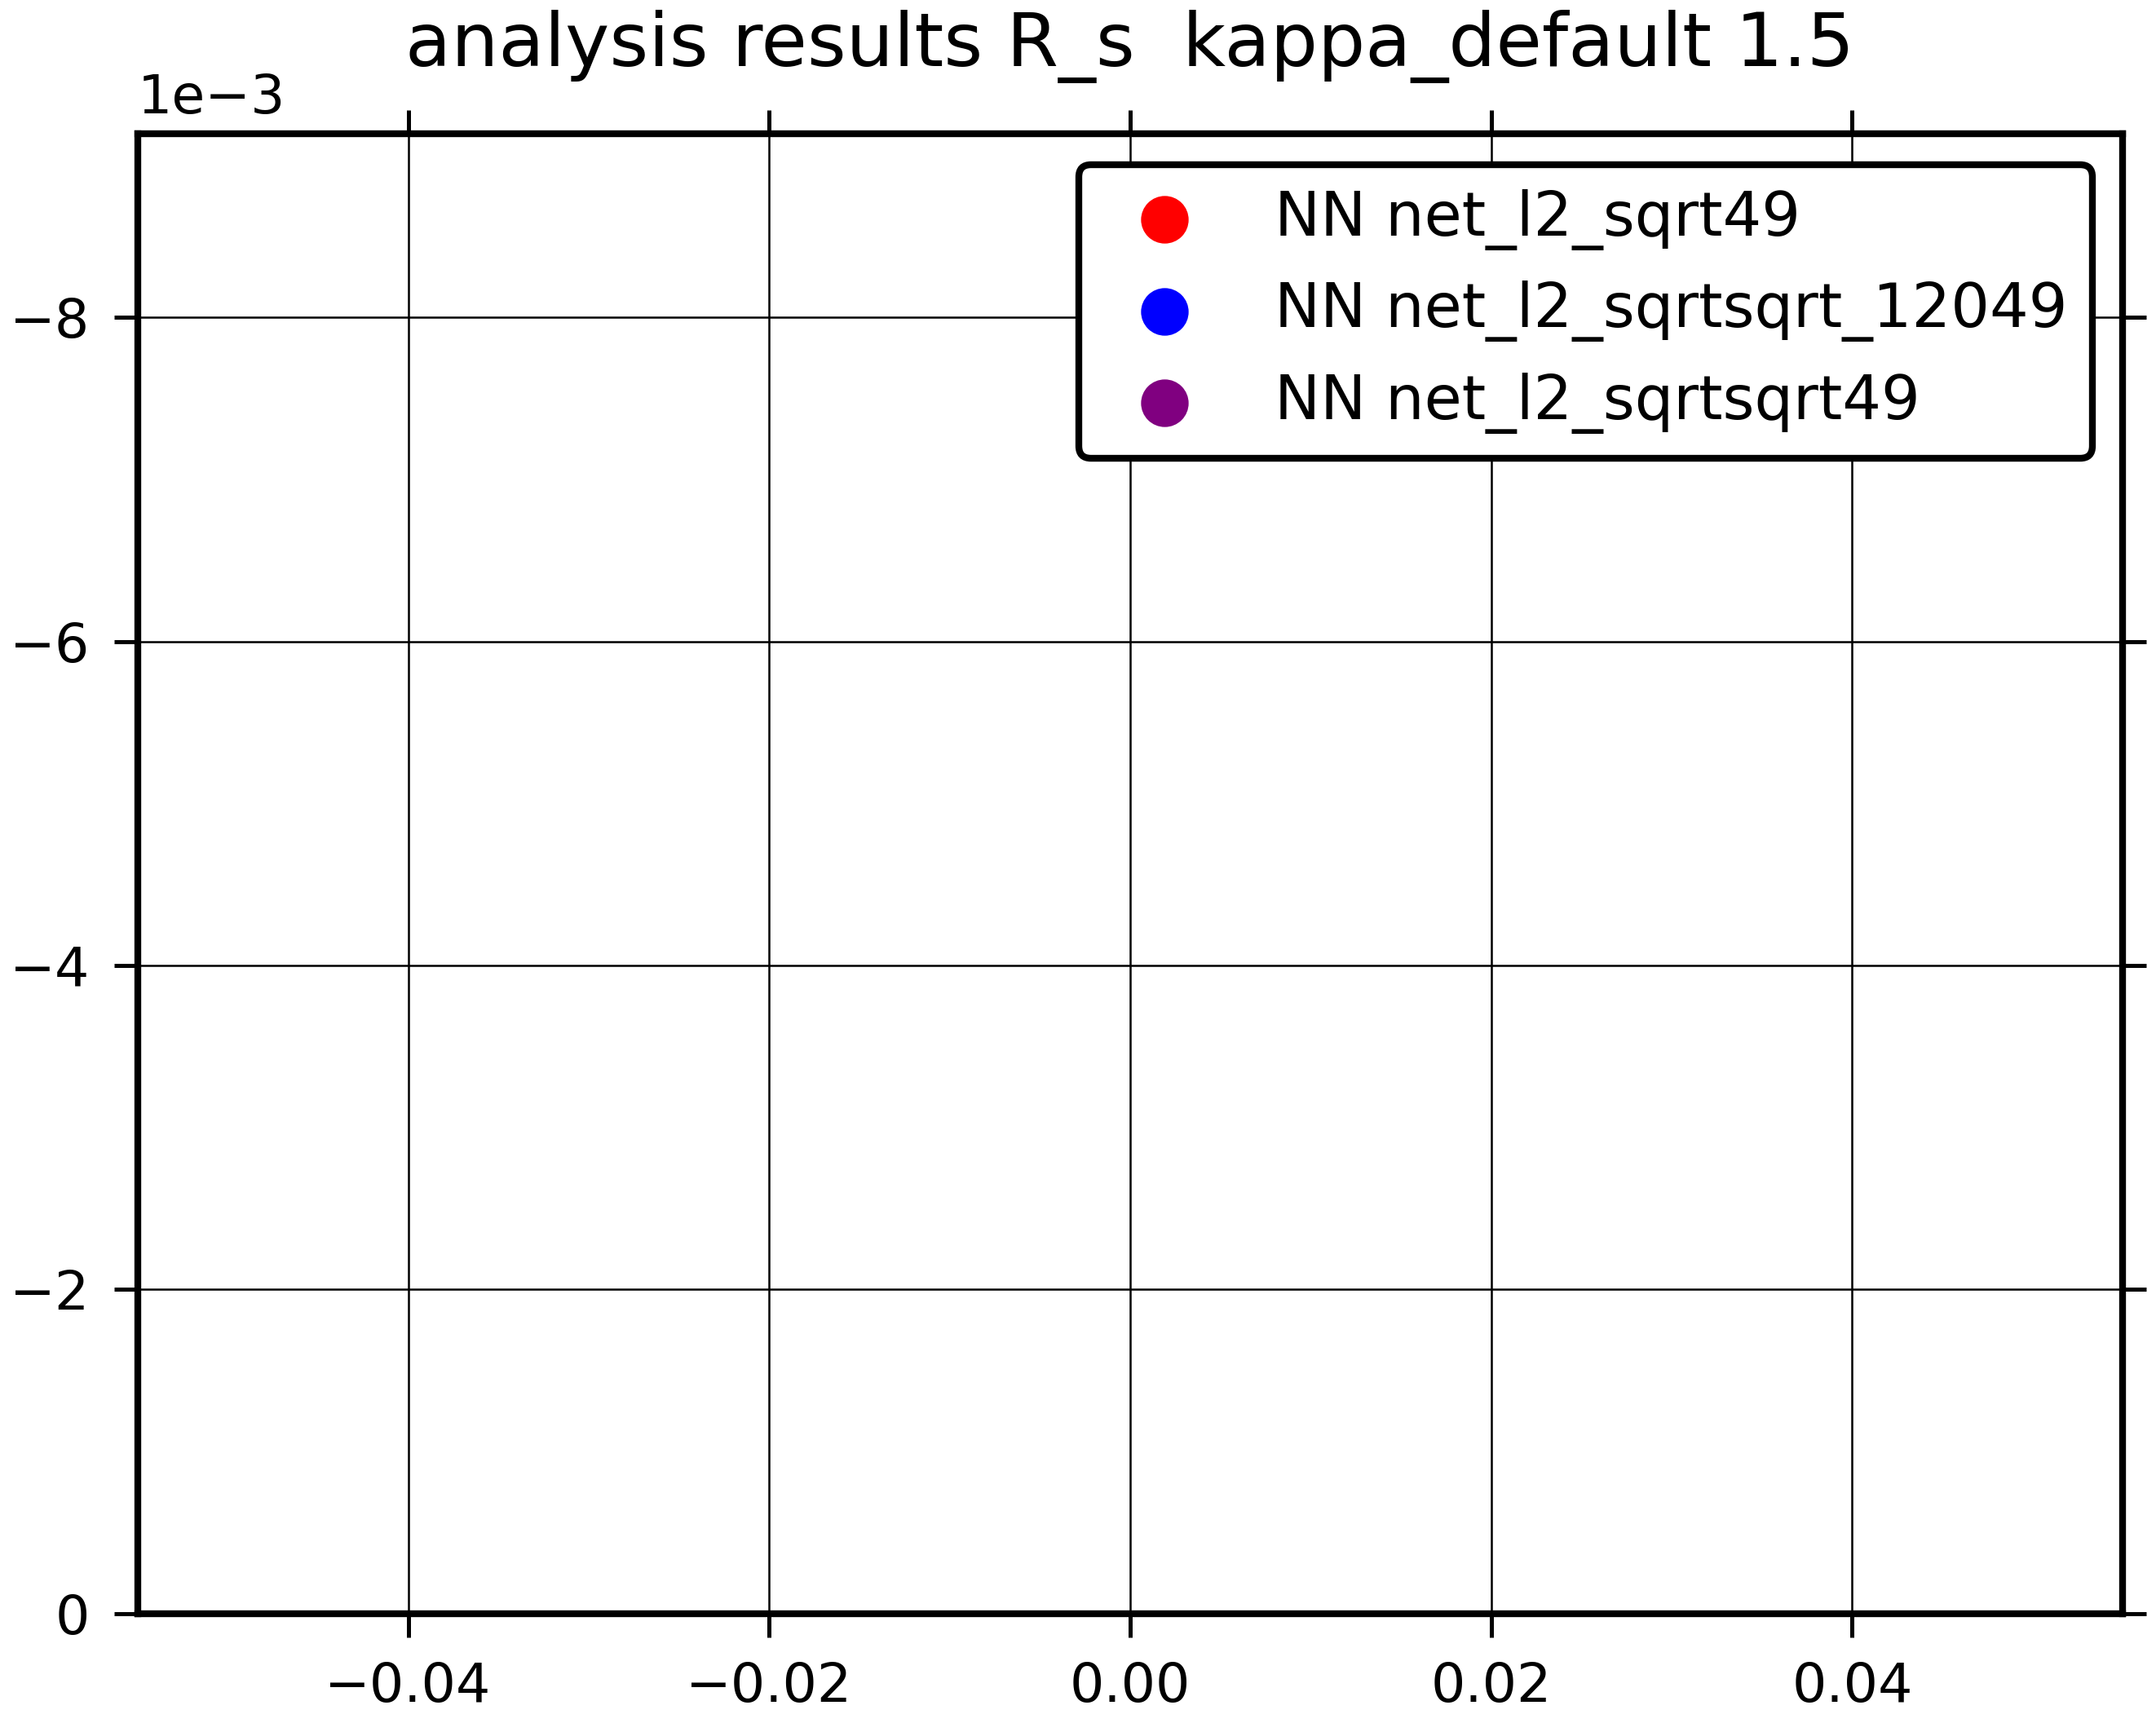 analysis results R_s  kappa_default 1.5
1e−3
NN net_l2_sqrt49
NN net_l2_sqrtsqrt_12049
NN net_l2_sqrtsqrt49
−8
−6
−4
−2
0
−0.04 −0.02 0.00 0.02 0.04